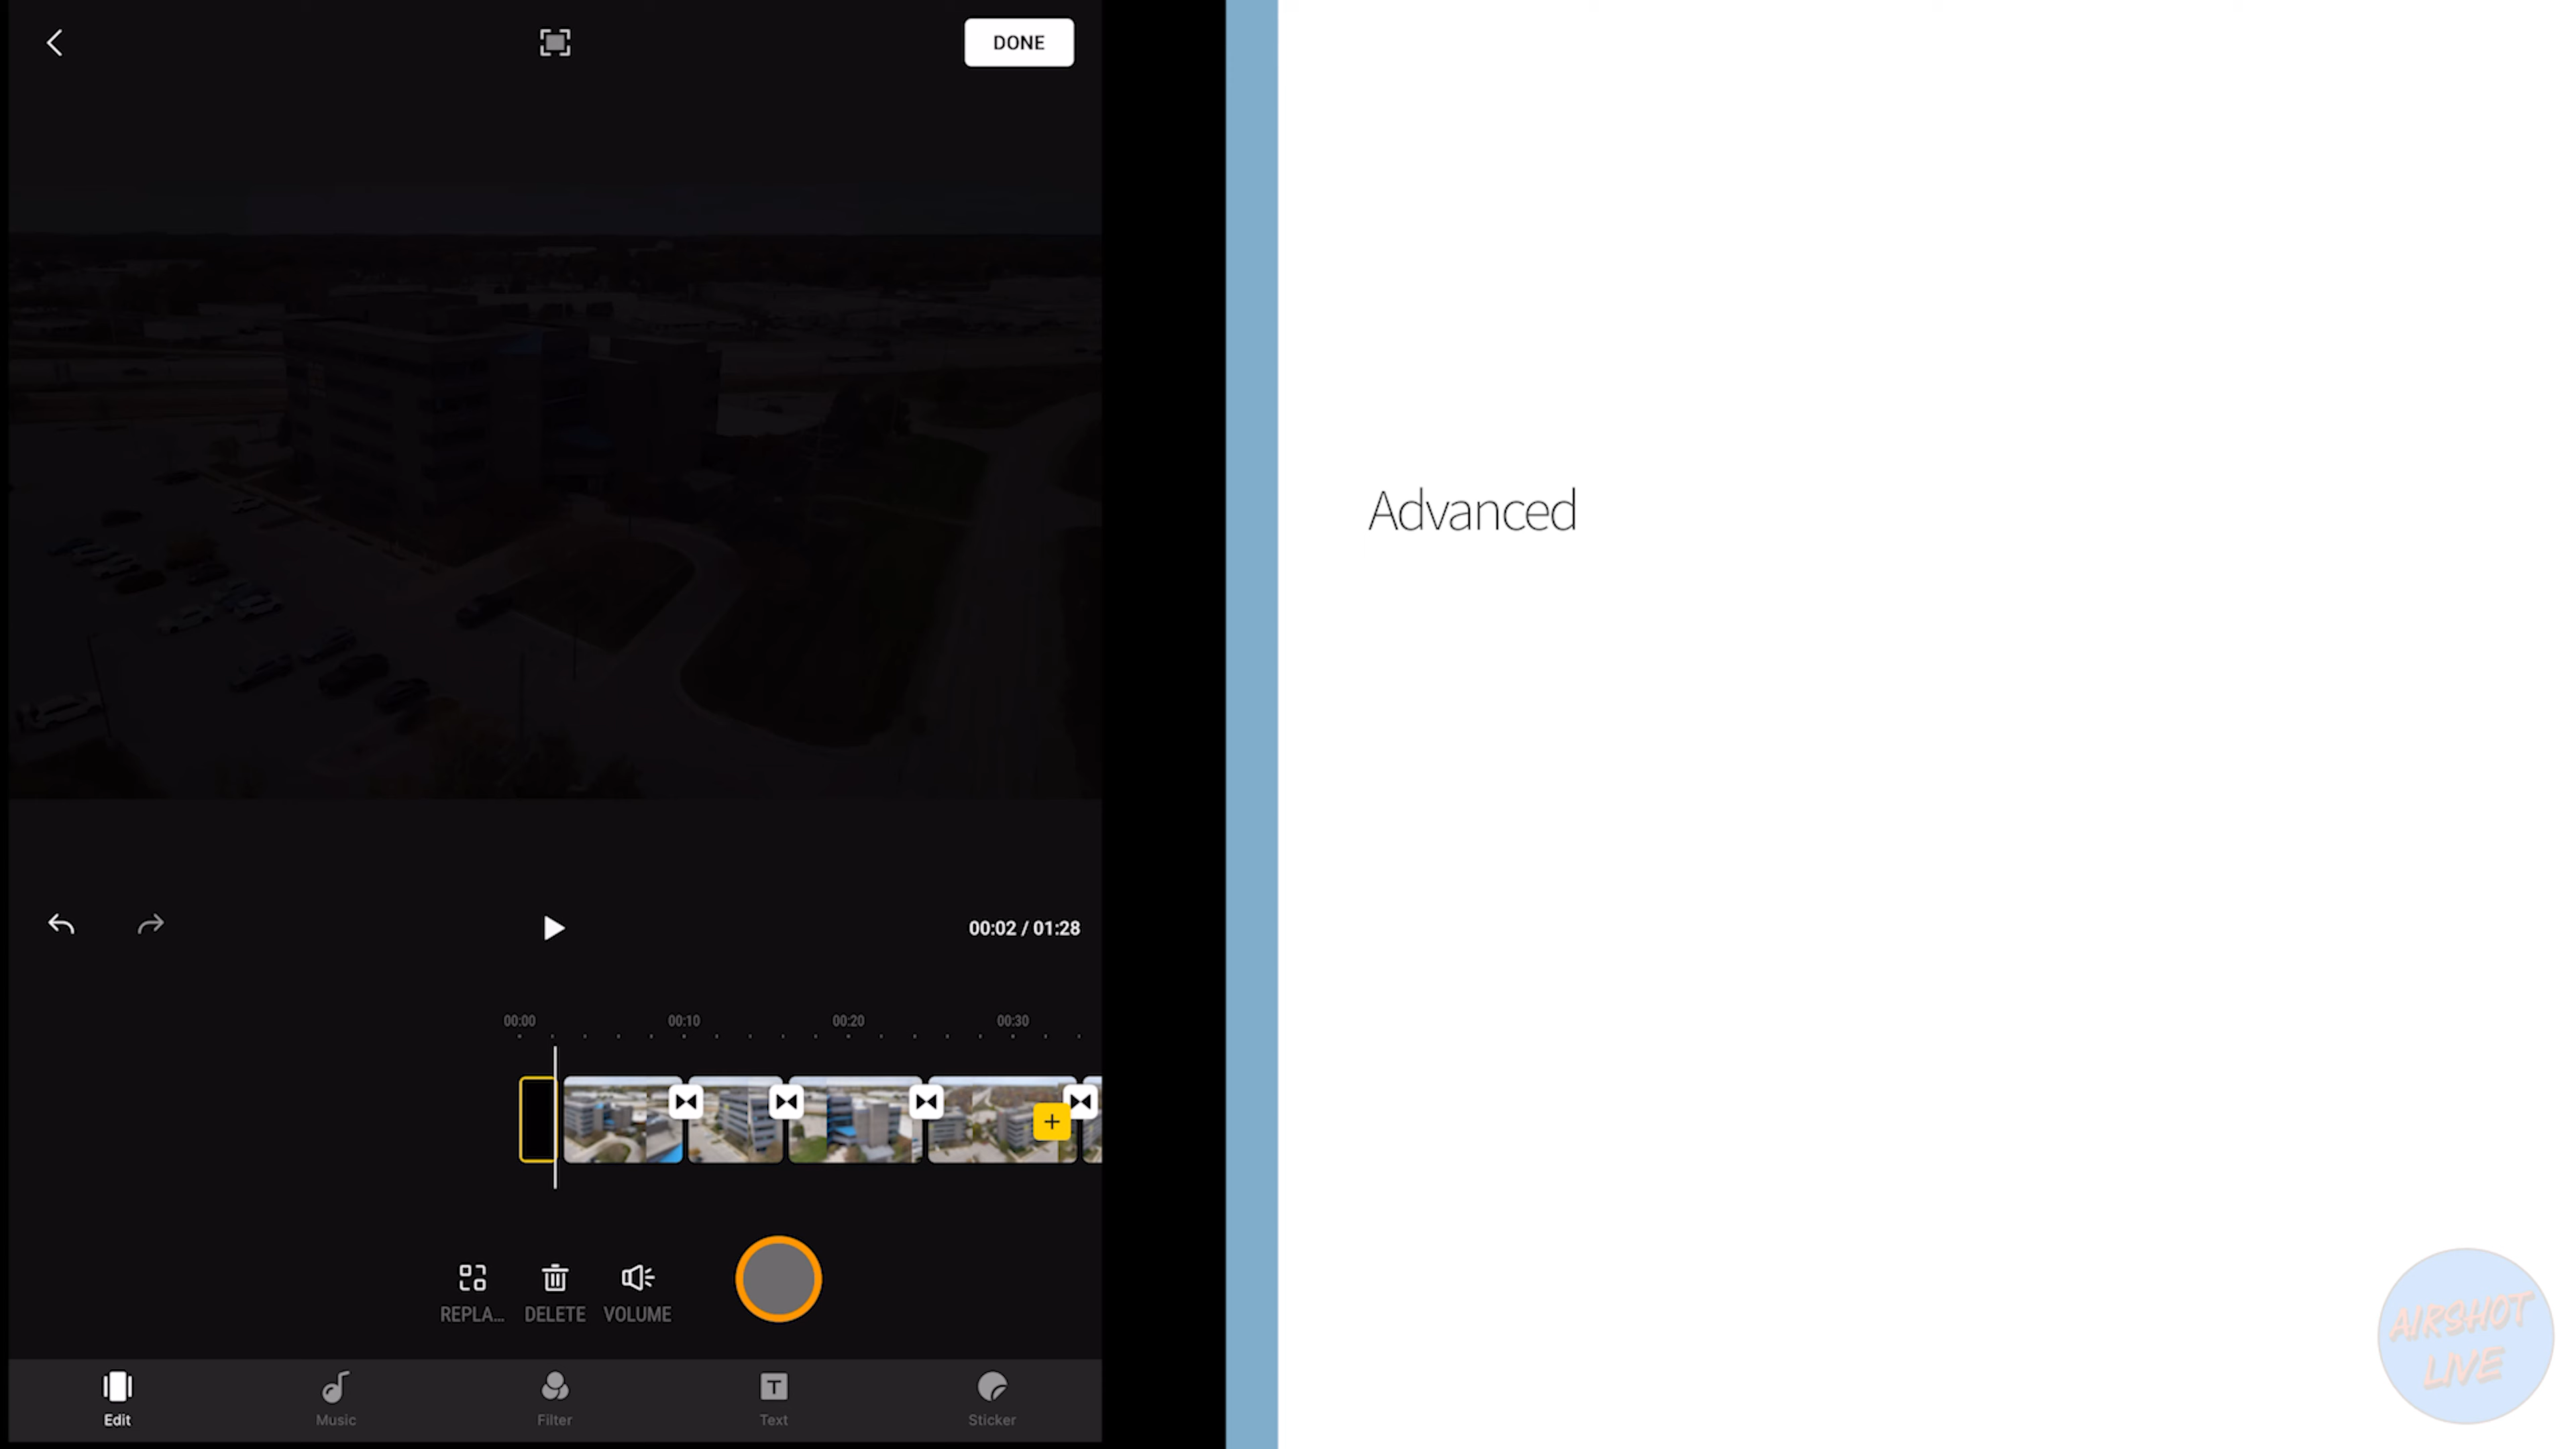 DONE
Advanced
00:02 / 01:28
00:00 00:10 00:20 00:30
REPLA... DELETE VOLUME
Edit Music Filter Text Sticker
AIRSHOT
LIVE